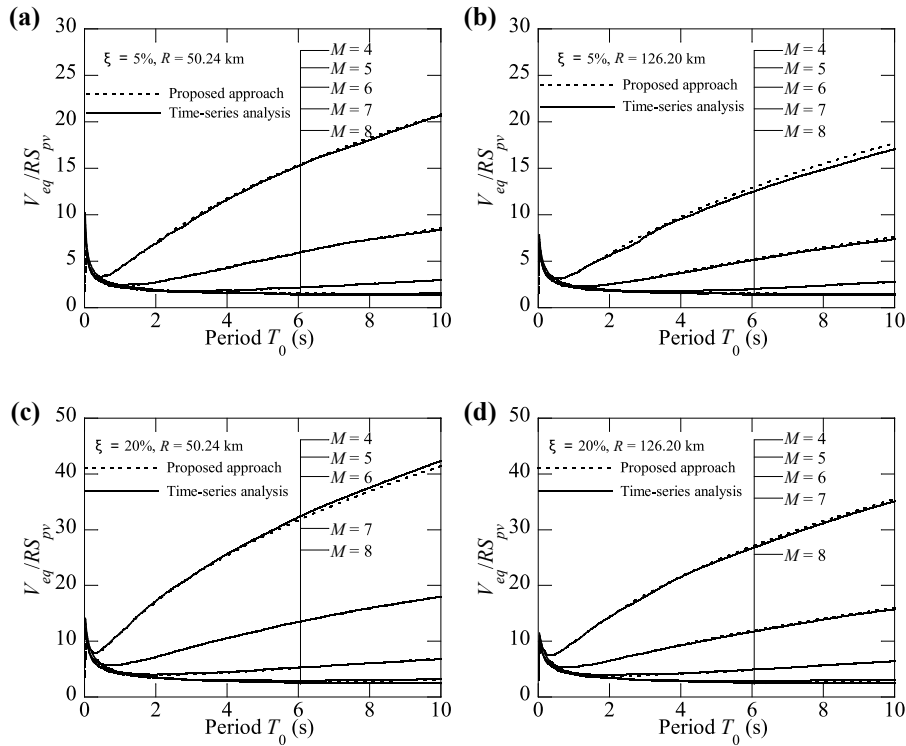 (a)
30
25
20
15
10
5
0
V_eq/RS_pv
ξ = 5%, R = 50.24 km
Proposed approach
Time-series analysis
M = 4
M = 5
M = 6
M = 7
M = 8
0 2 4 6 8 10
Period T_0 (s)
(b)
30
25
20
15
10
5
0
V_eq/RS_pv
ξ = 5%, R = 126.20 km
Proposed approach
Time-series analysis
M = 4
M = 5
M = 6
M = 7
M = 8
0 2 4 6 8 10
Period T_0 (s)
(c)
50
40
30
20
10
0
V_eq/RS_pv
ξ = 20%, R = 50.24 km
Proposed approach
Time-series analysis
M = 4
M = 5
M = 6
M = 7
M = 8
0 2 4 6 8 10
Period T_0 (s)
(d)
50
40
30
20
10
0
V_eq/RS_pv
ξ = 20%, R = 126.20 km
Proposed approach
Time-series analysis
M = 4
M = 5
M = 6
M = 7
M = 8
0 2 4 6 8 10
Period T_0 (s)